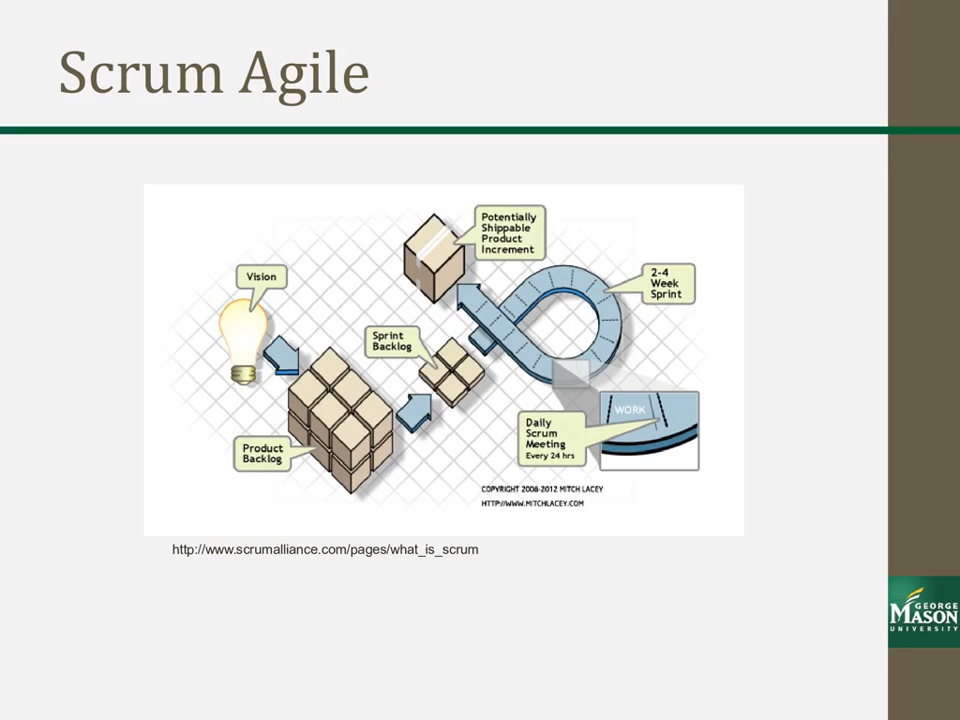 Scrum Agile
Potentially
Shippable
Product
Increment
Vision
2-4
Week
Sprint
Sprint
Backlog
WORK
Daily
Scrum
Meeting
Every 24 hrs
Product
Backlog
COPYRIGHT 2006-2012 MITCH LACEY
HTTP://WWW.MITCHLACEY.COM
http://www.scrumalliance.com/pages/what_is_scrum
GEORGE
MASON
UNIVERSITY